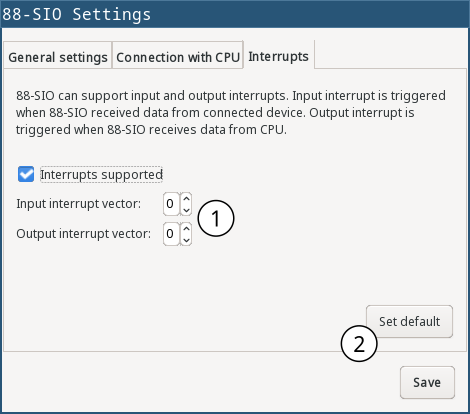 88-SIO Settings
General settings Connection with CPU Interrupts
88-SIO can support input and output interrupts. Input interrupt is triggered
when 88-SIO received data from connected device. Output interrupt is
triggered when 88-SIO receives data from CPU.
Interrupts supported
Input interrupt vector: 0
1
Output interrupt vector: 0
Set default
2
Save